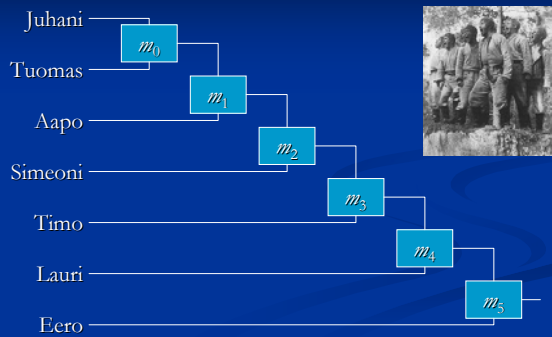 Juhani
m0
Tuomas
m1
Aapo
m2
Simeoni
m3
Timo
m4
Lauri
m5
Eero